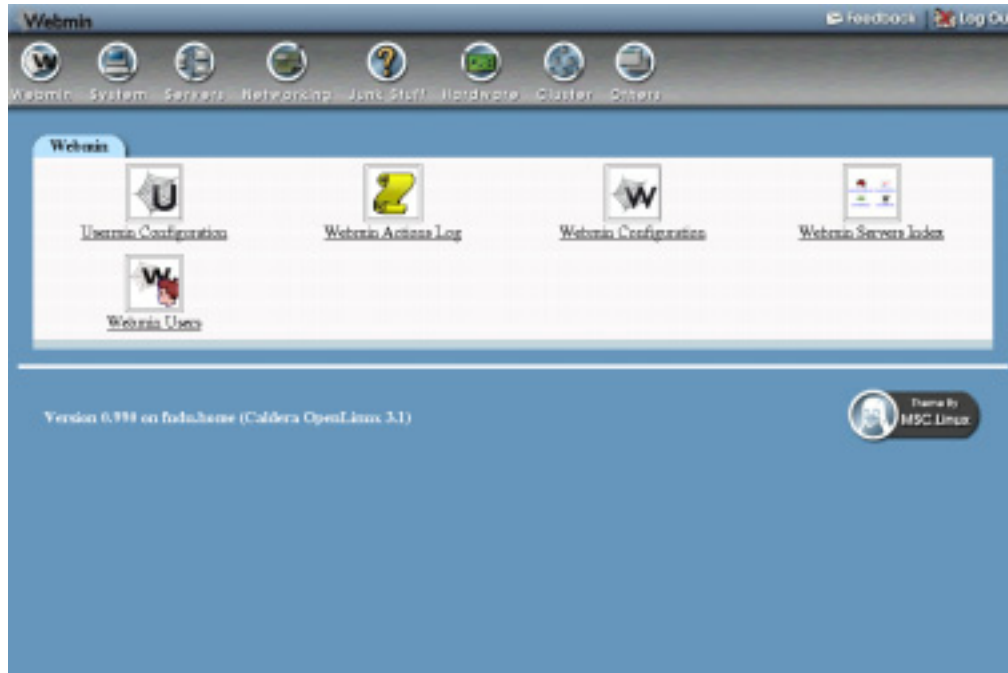 Webmin
Feedback Log Ou
Webmin System Servers Networking Junk Stuff Hardware Cluster Others
Webmin
Usermin Configuration Webmin Actions Log Webmin Configuration Webmin Servers Index
Webmin Users
Version 0.990 on fudu.home (Caldera OpenLinux 3.1)
Theme By
MSC.Linux